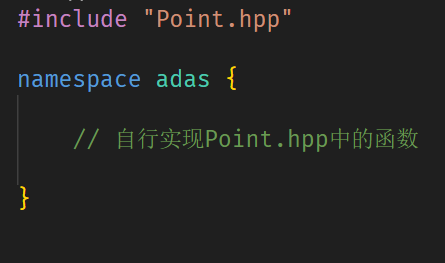 #include "Point.hpp"
namespace adas {
// 自行实现Point.hpp中的函数
}